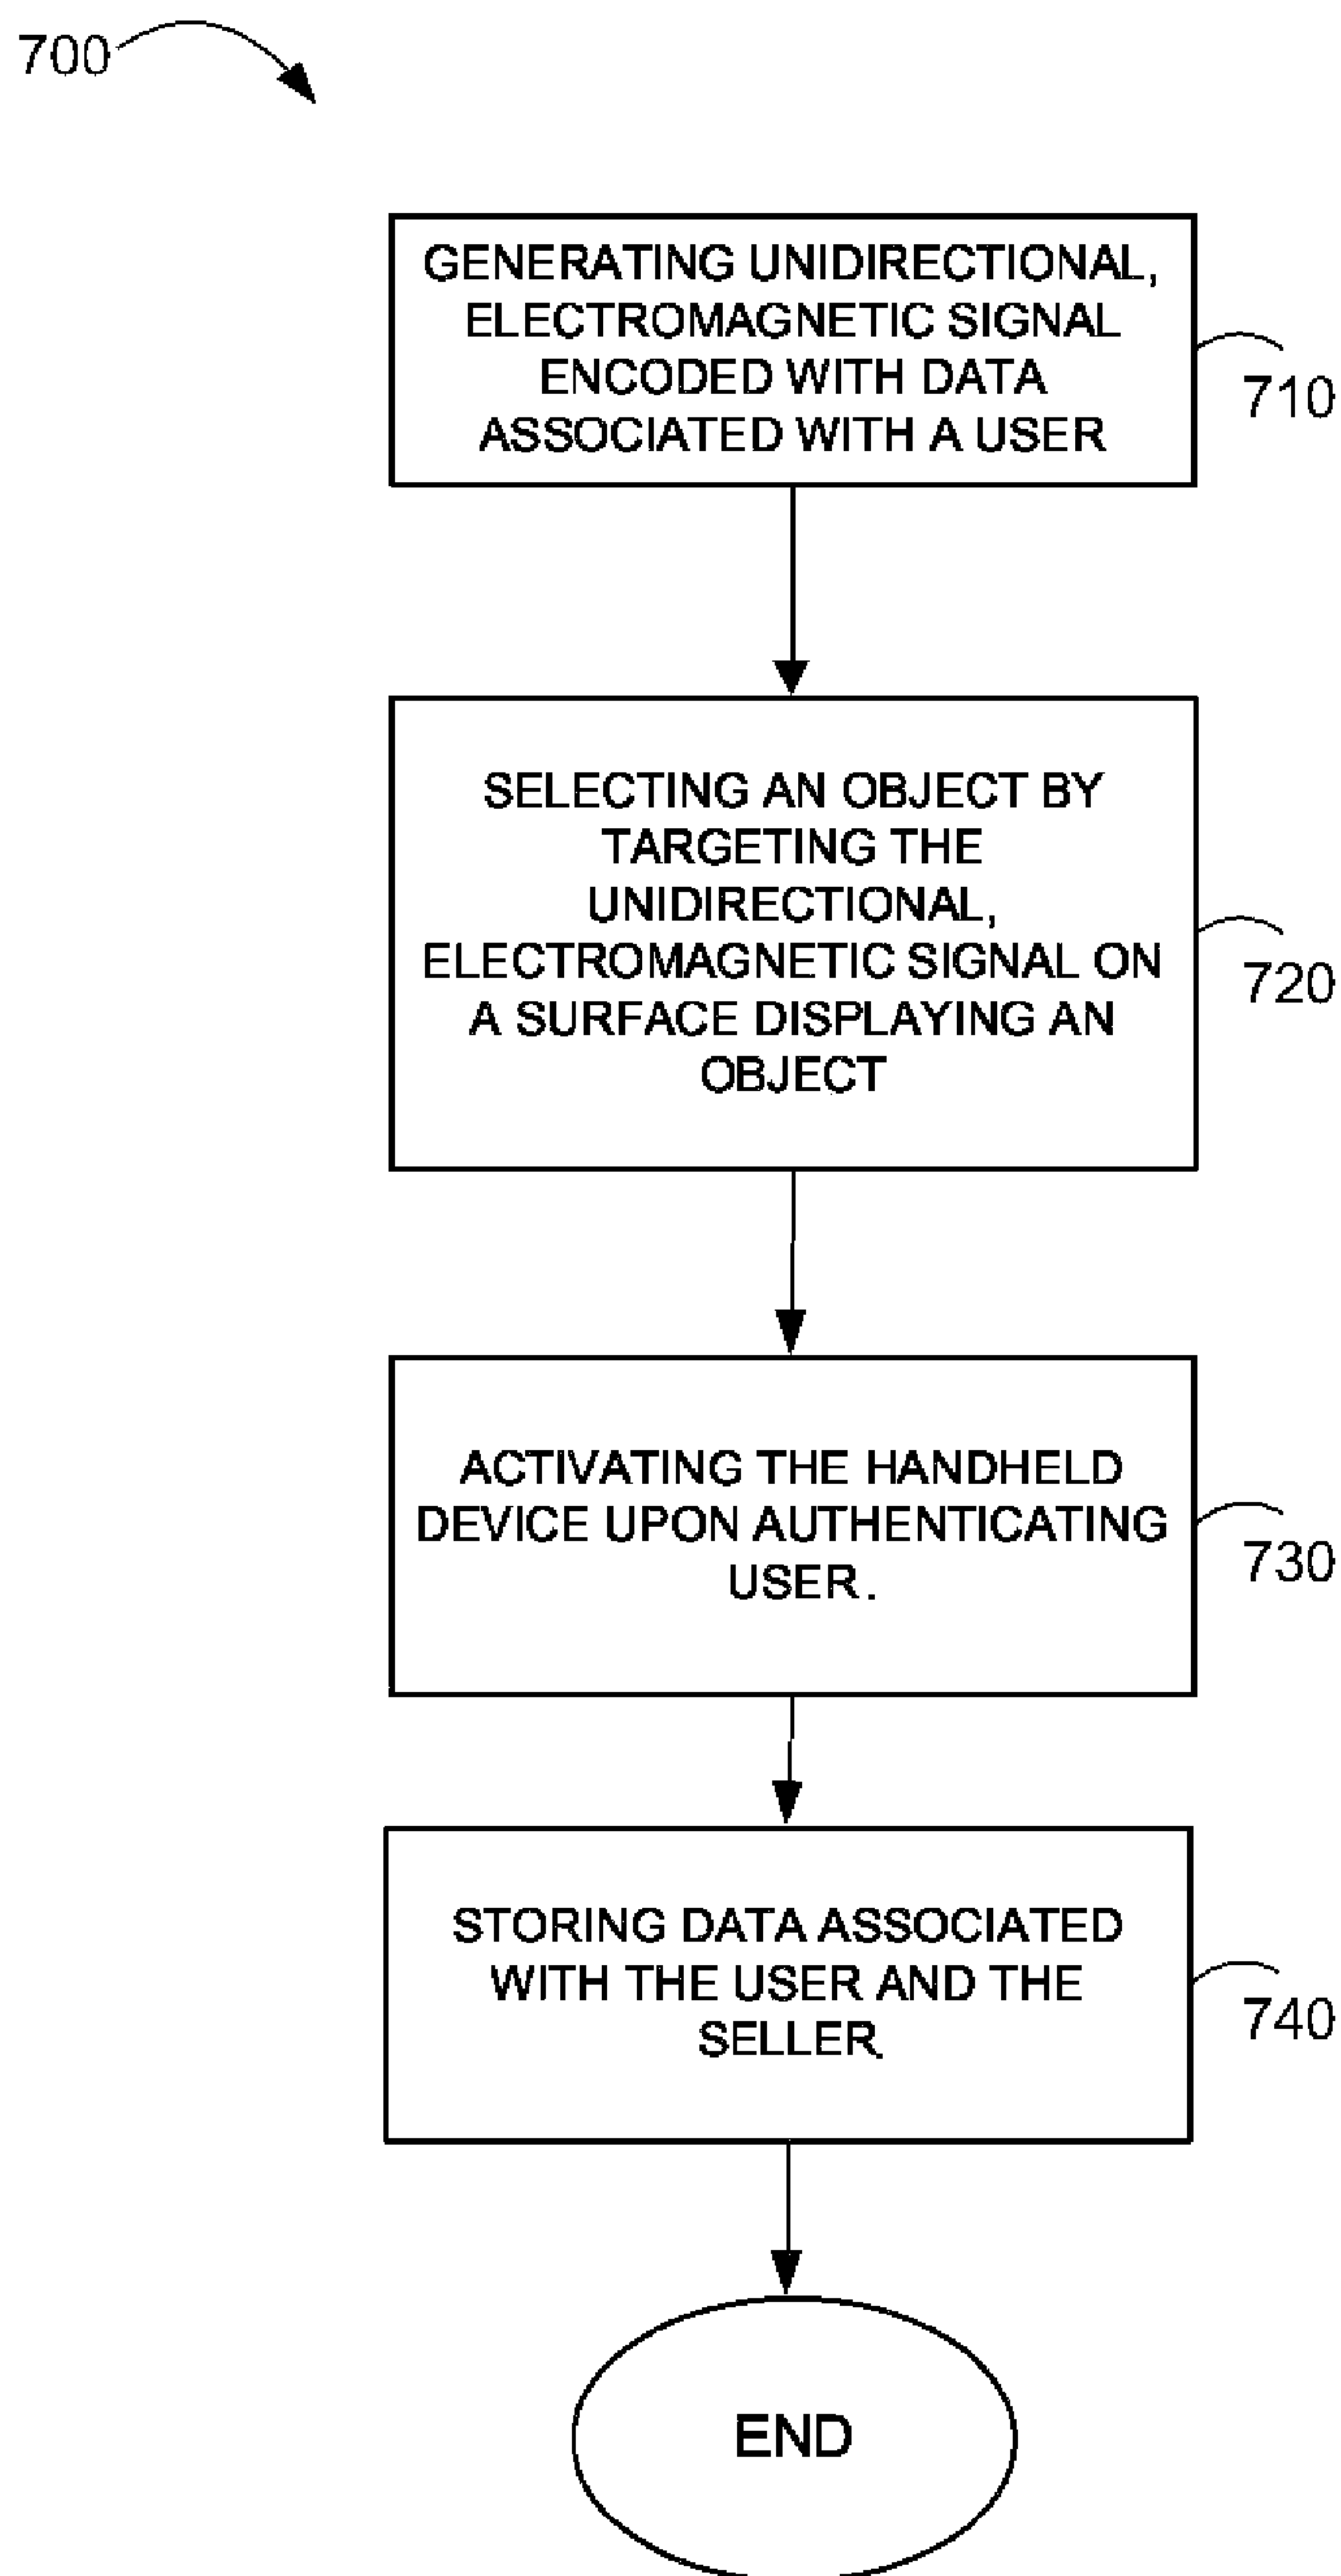 700
GENERATING UNIDIRECTIONAL,
ELECTROMAGNETIC SIGNAL
ENCODED WITH DATA
ASSOCIATED WITH A USER
710
SELECTING AN OBJECT BY
TARGETING THE
UNIDIRECTIONAL,
ELECTROMAGNETIC SIGNAL ON
A SURFACE DISPLAYING AN
OBJECT
720
ACTIVATING THE HANDHELD
DEVICE UPON AUTHENTICATING
USER.
730
STORING DATA ASSOCIATED
WITH THE USER AND THE
SELLER.
740
END